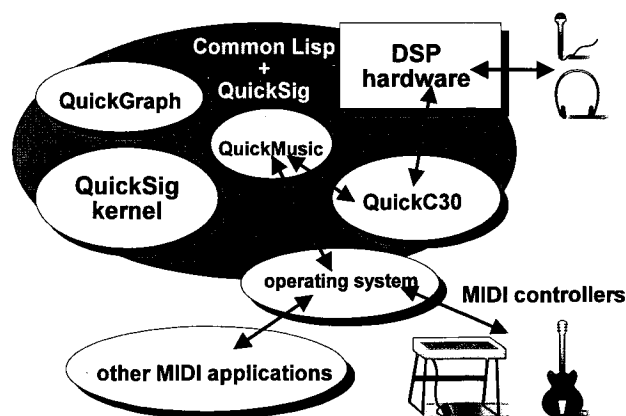 Common Lisp
+
QuickSig
DSP
hardware
QuickGraph
QuickMusic
QuickSig
kernel
QuickC30
operating system
MIDI controllers
other MIDI applications